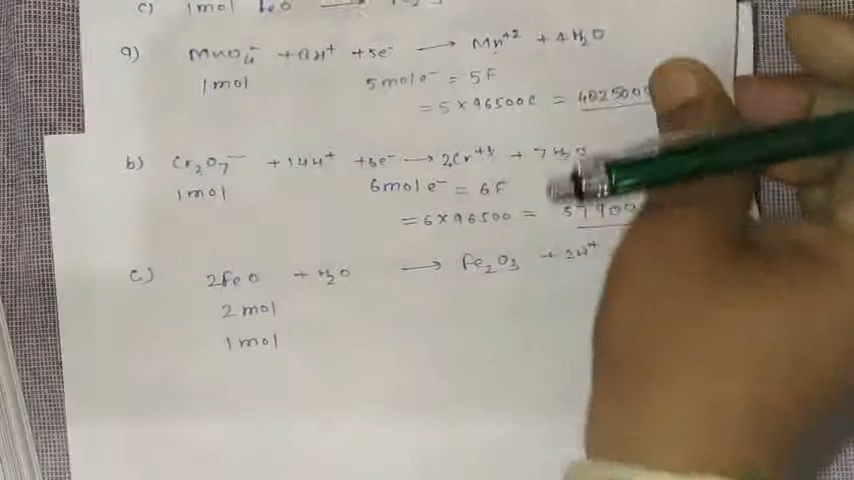 c) 1mol FeO
a) MnO4- + 8H+ + 5e- → Mn+2 + 4H2O
1mol 5mole- = 5F
= 5 × 96500C = 482500
b) Cr2O7-- + 14H+ + 6e- → 2Cr+3 + 7H2O
1mol 6mole- = 6F
= 6×96500 = 57900
c) 2FeO + H2O → Fe2O3 + 2H+
2mol
1mol